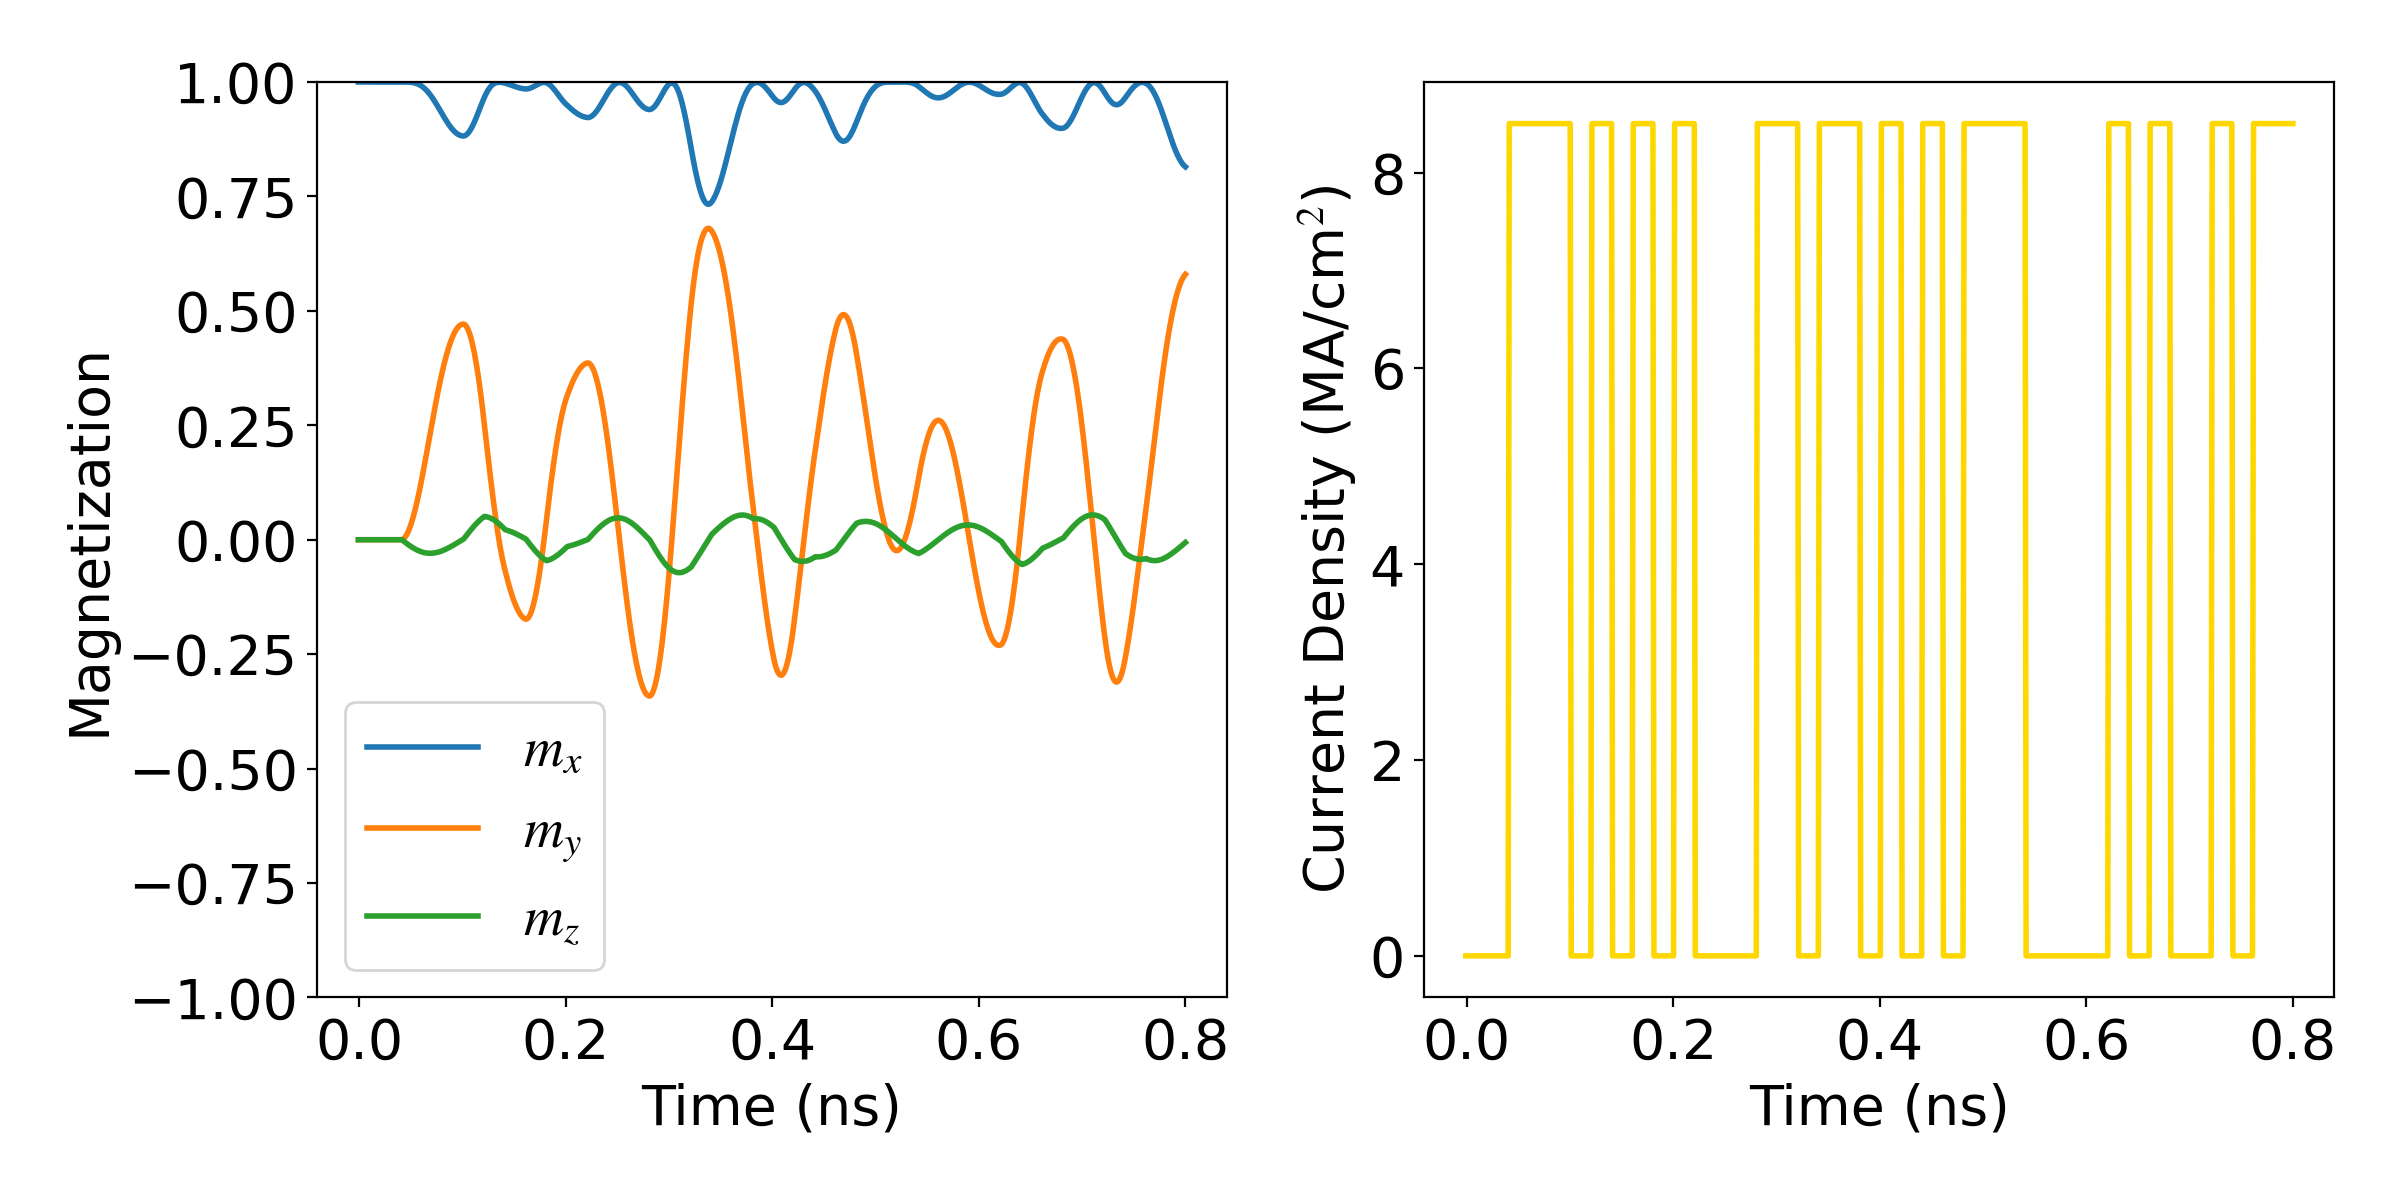 Magnetization
1.00
0.75
0.50
0.25
0.00
−0.25
−0.50
−0.75
−1.00
0.0 0.2 0.4 0.6 0.8
Time (ns)
m_x
m_y
m_z
Current Density (MA/cm²)
8
6
4
2
0
0.0 0.2 0.4 0.6 0.8
Time (ns)